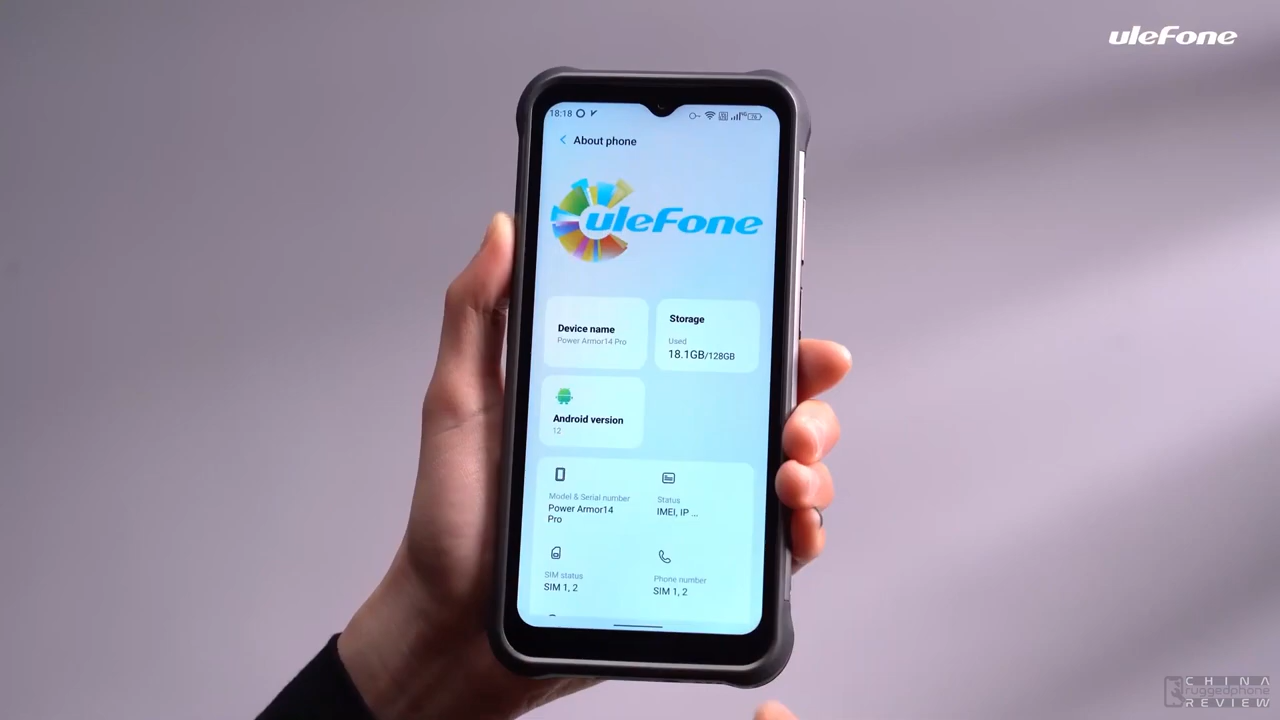 uleFone
18:18
About phone
uleFone
Device name
Power Armor14 Pro
Storage
Used
18.1GB/128GB
Android version
12
Model & Serial number
Power Armor14
Pro
Status
IMEI, IP ...
SIM status
SIM 1, 2
Phone number
SIM 1, 2
CHINA
ruggedphone
REVIEW